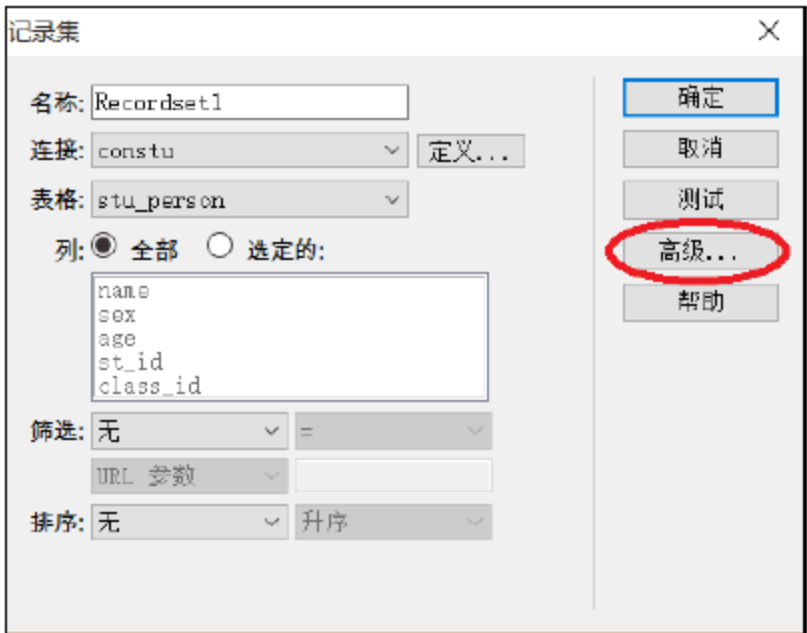 记录集
名称: Recordset1
确定
连接: constu
定义...
取消
表格: stu_person
测试
列: 全部 选定的:
高级...
name
sex
age
st_id
class_id
帮助
筛选: 无 =
URL 参数
排序: 无 升序